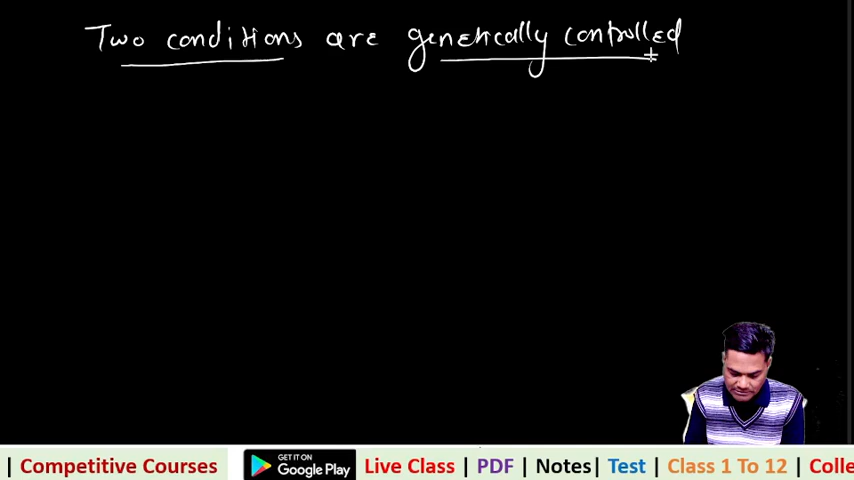 Two conditions are genetically controlled
| Competitive Courses GET IT ON Google Play Live Class | PDF | Notes| Test | Class 1 To 12 | Colle